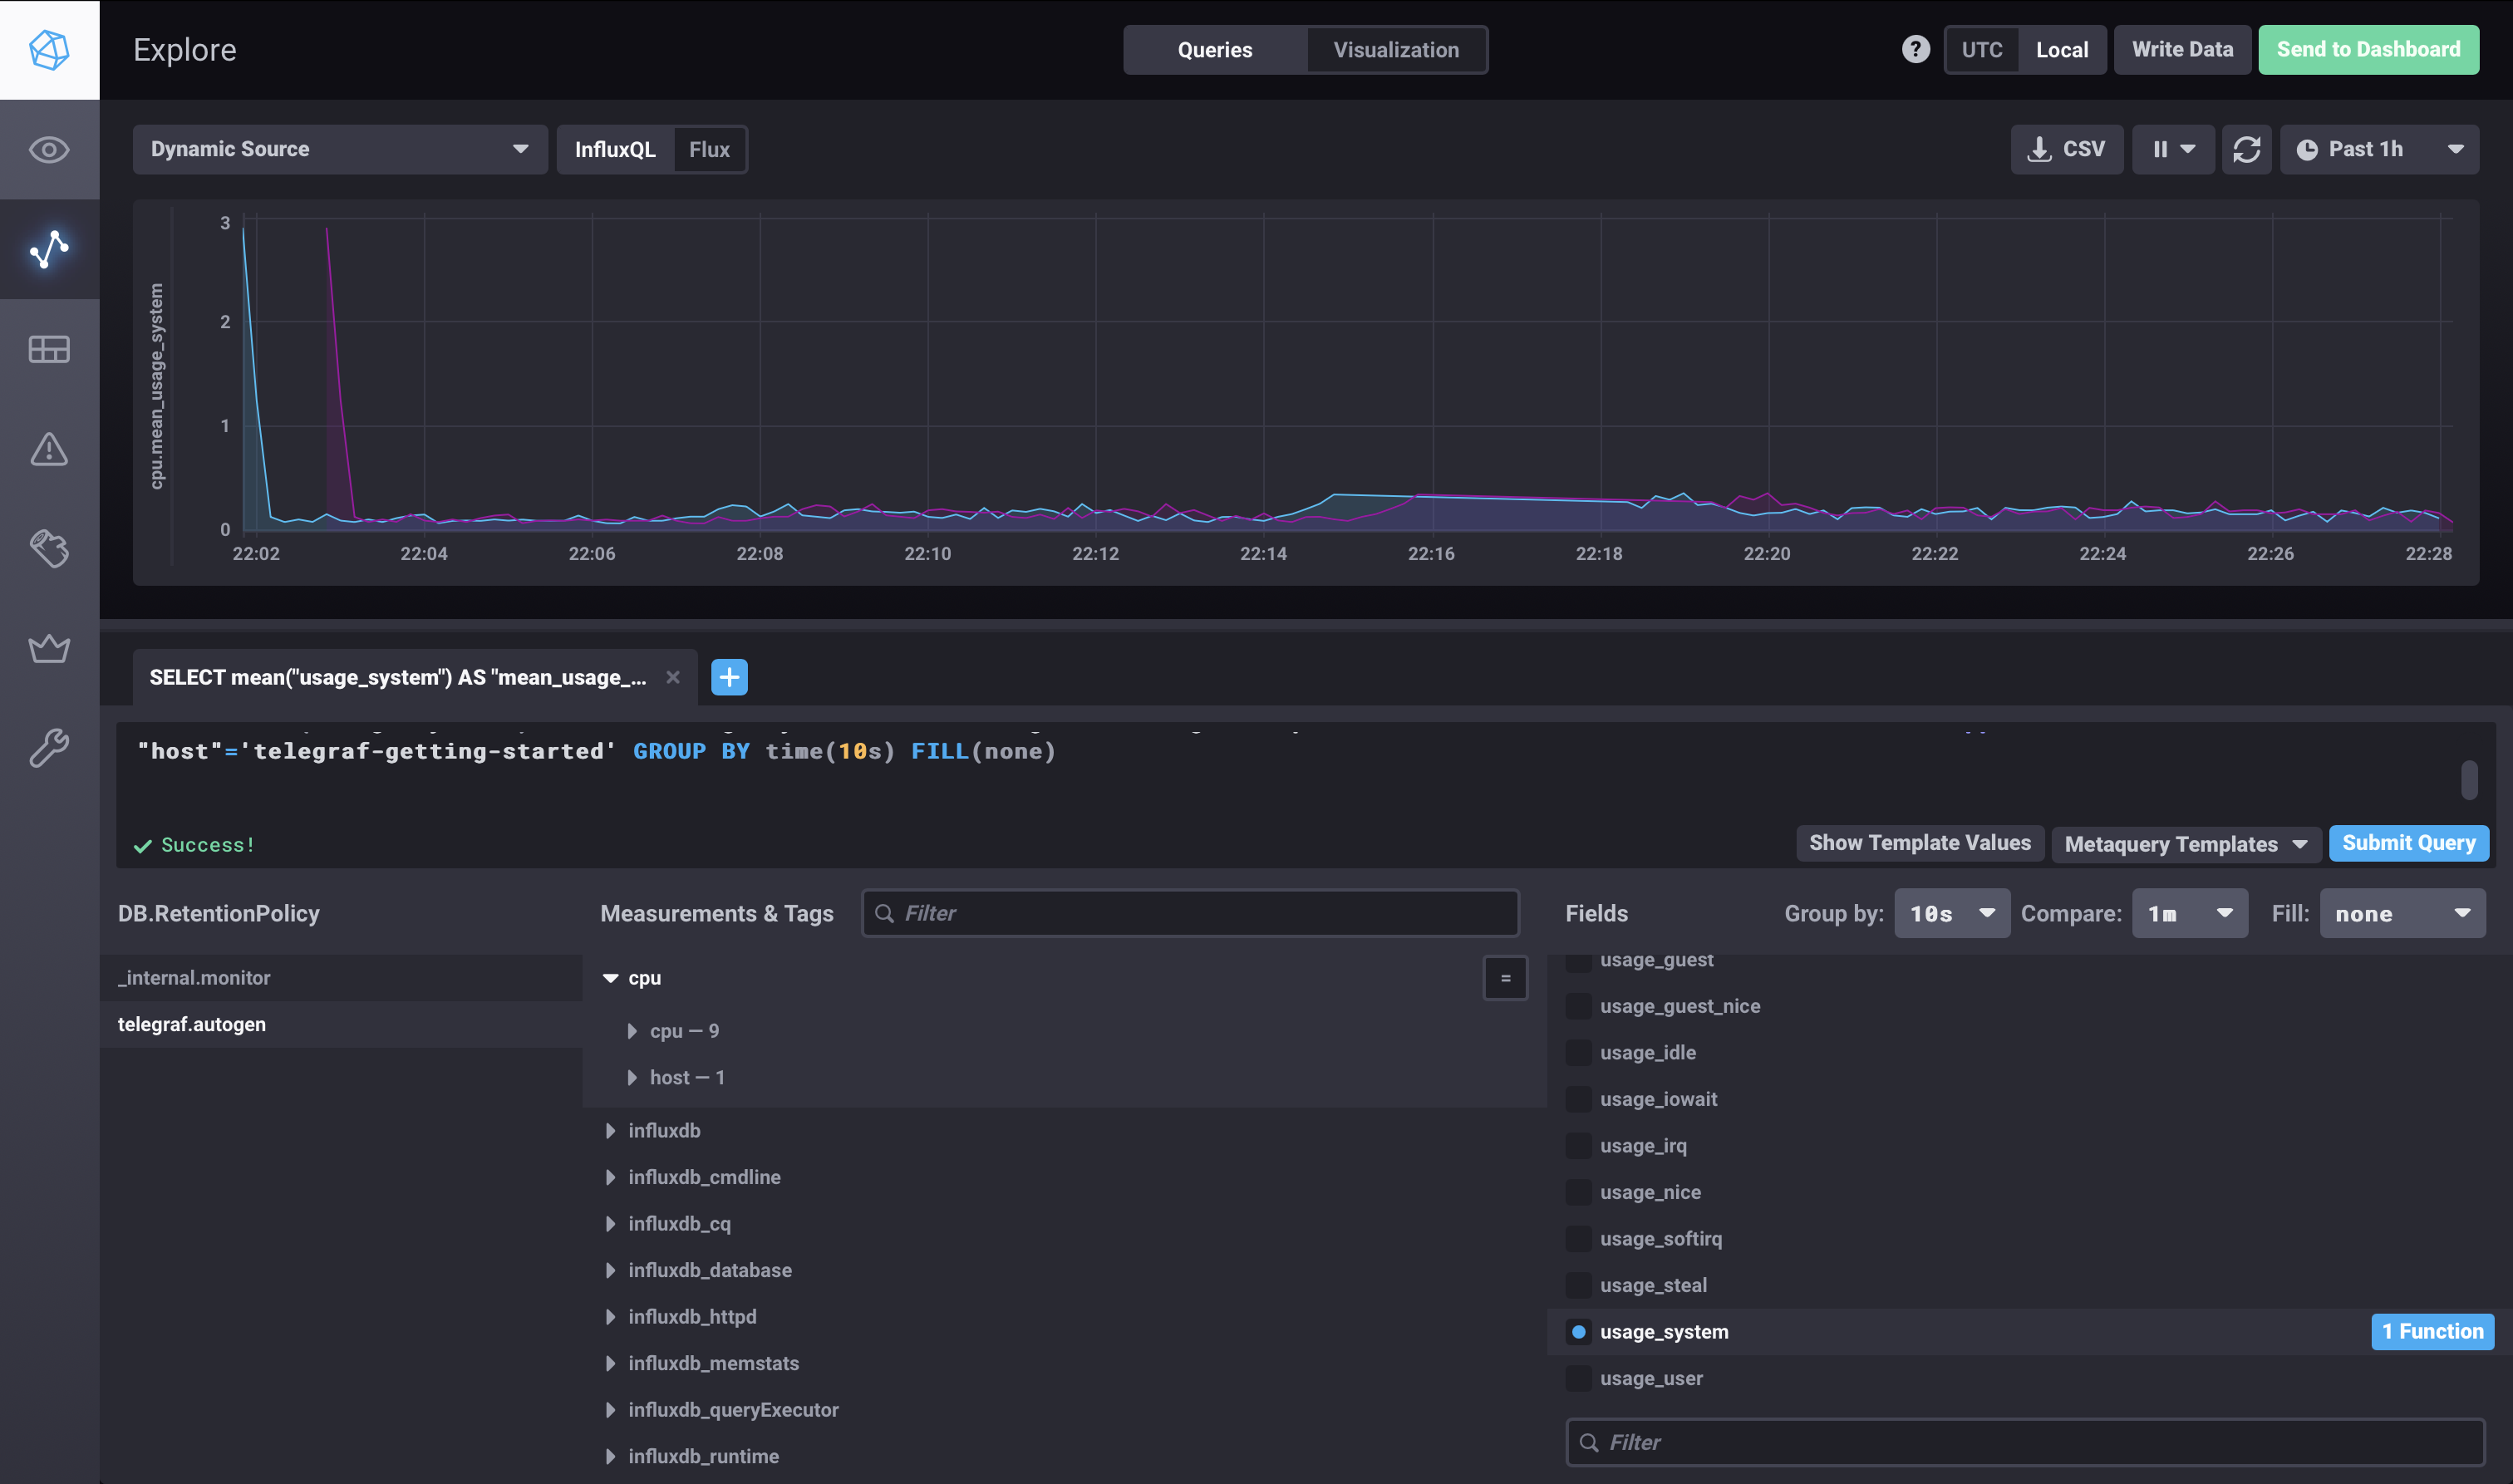 Explore
Queries
Visualization
?
UTC
Local
Write Data
Send to Dashboard
Dynamic Source
InfluxQL
Flux
CSV
Past 1h
cpu.mean_usage_system
3
2
1
0
22:02 22:04 22:06 22:08 22:10 22:12 22:14 22:16 22:18 22:20 22:22 22:24 22:26 22:28
SELECT mean("usage_system") AS "mean_usage_...
"host"='telegraf-getting-started' GROUP BY time(10s) FILL(none)
Success!
Show Template Values
Metaquery Templates
Submit Query
DB.RetentionPolicy
_internal.monitor
telegraf.autogen
Measurements & Tags
Filter
cpu
=
cpu — 9
host — 1
influxdb
influxdb_cmdline
influxdb_cq
influxdb_database
influxdb_httpd
influxdb_memstats
influxdb_queryExecutor
influxdb_runtime
Fields
Group by: 10s
Compare: 1m
Fill: none
usage_guest
usage_guest_nice
usage_idle
usage_iowait
usage_irq
usage_nice
usage_softirq
usage_steal
usage_system
1 Function
usage_user
Filter